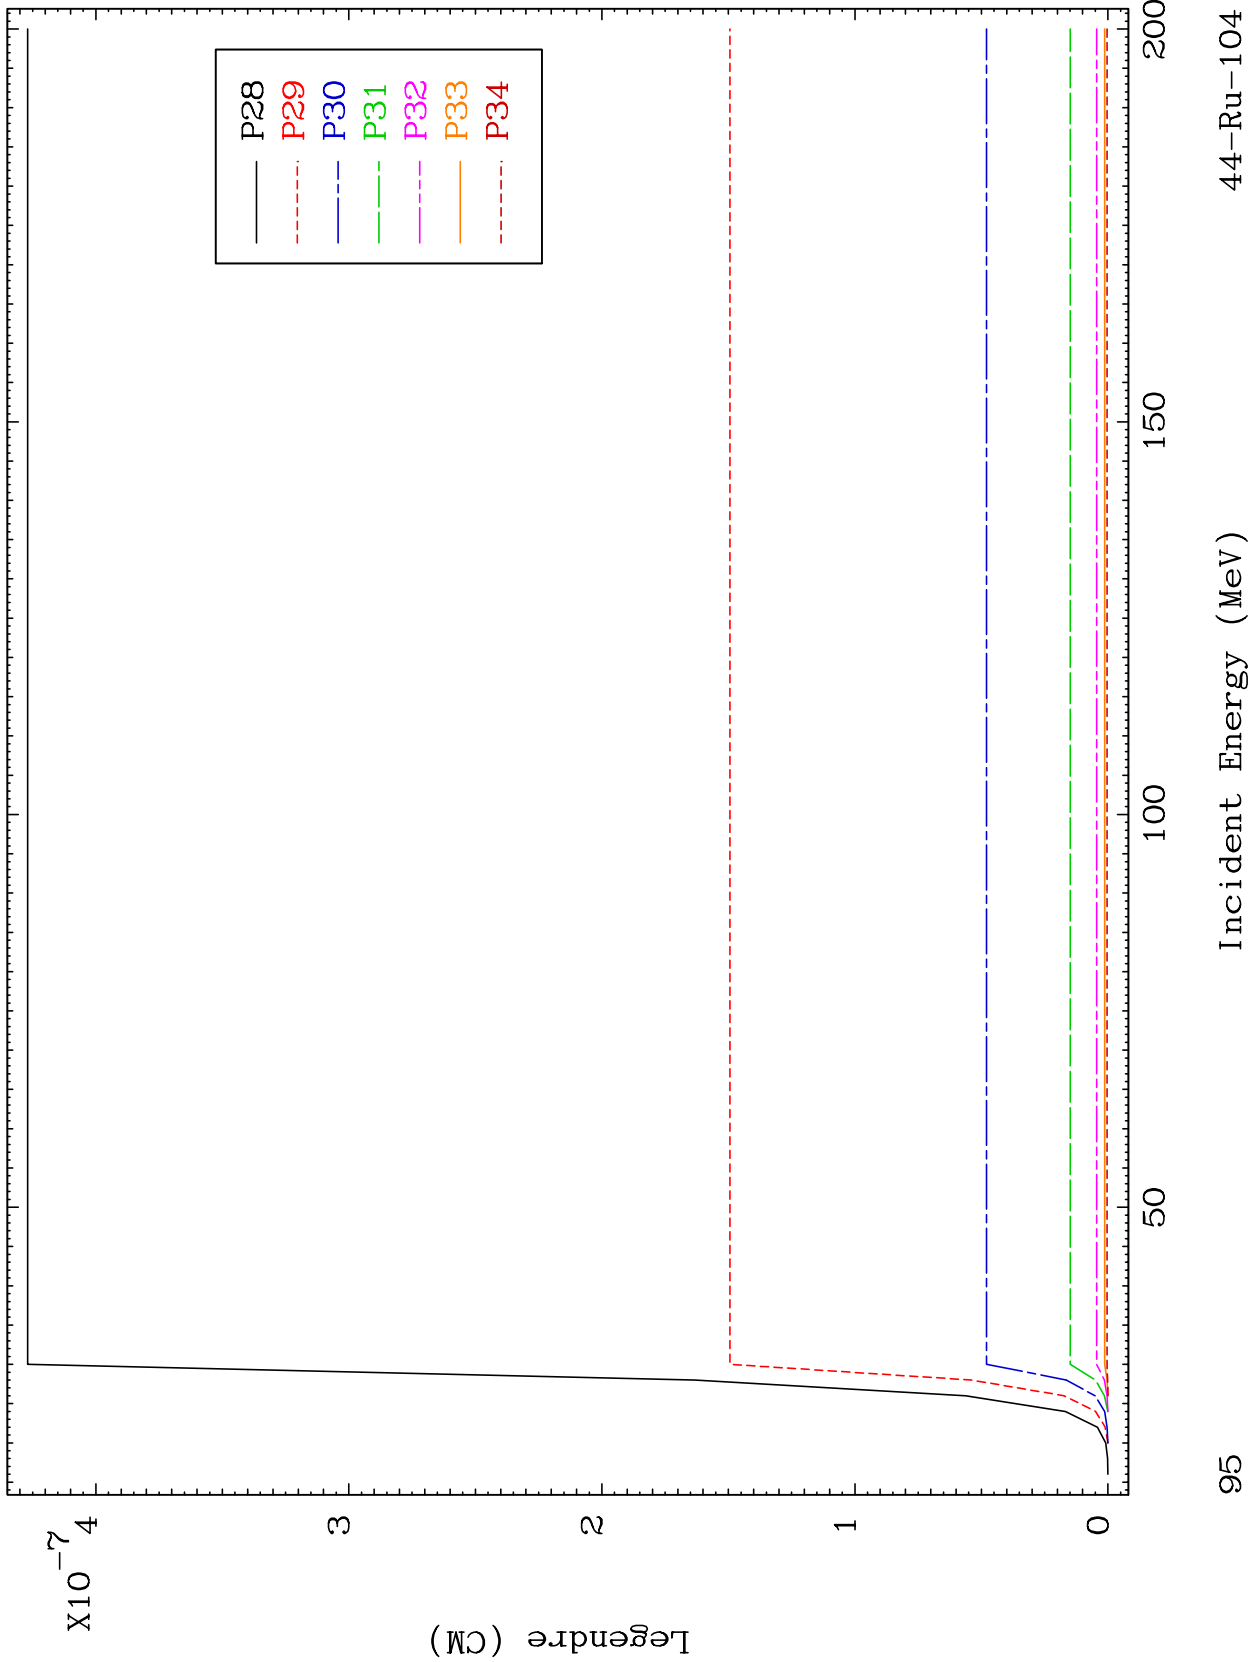 X10⁻⁷
4
3
2
1
0
Legendre (CM)
P28
P29
P30
P31
P32
P33
P34
50
100
150
200
Incident Energy (MeV)
95
44-Ru-104